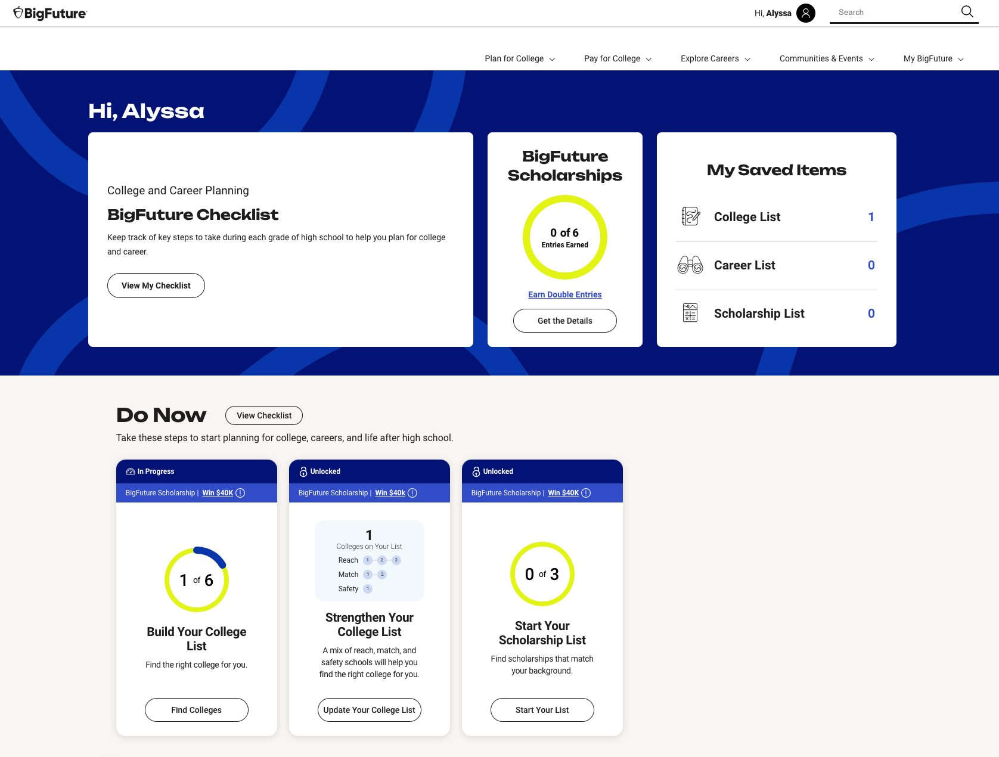 BigFuture
Hi, Alyssa
Search
Plan for College
Pay for College
Explore Careers
Communities & Events
My BigFuture
Hi, Alyssa
College and Career Planning
BigFuture Checklist
Keep track of key steps to take during each grade of high school to help you plan for college
and career.
View My Checklist
BigFuture
Scholarships
0 of 6
Entries Earned
Earn Double Entries
Get the Details
My Saved Items
College List 1
Career List 0
Scholarship List 0
Do Now
View Checklist
Take these steps to start planning for college, careers, and life after high school.
In Progress
BigFuture Scholarship | Win $40K
1 of 6
Build Your College
List
Find the right college for you.
Find Colleges
Unlocked
BigFuture Scholarship | Win $40k
1
Colleges on Your List
Reach 1 2 3
Match 1 2
Safety 1
Strengthen Your
College List
A mix of reach, match, and
safety schools will help you
find the right college for you.
Update Your College List
Unlocked
BigFuture Scholarship | Win $40K
0 of 3
Start Your
Scholarship List
Find scholarships that match
your background.
Start Your List